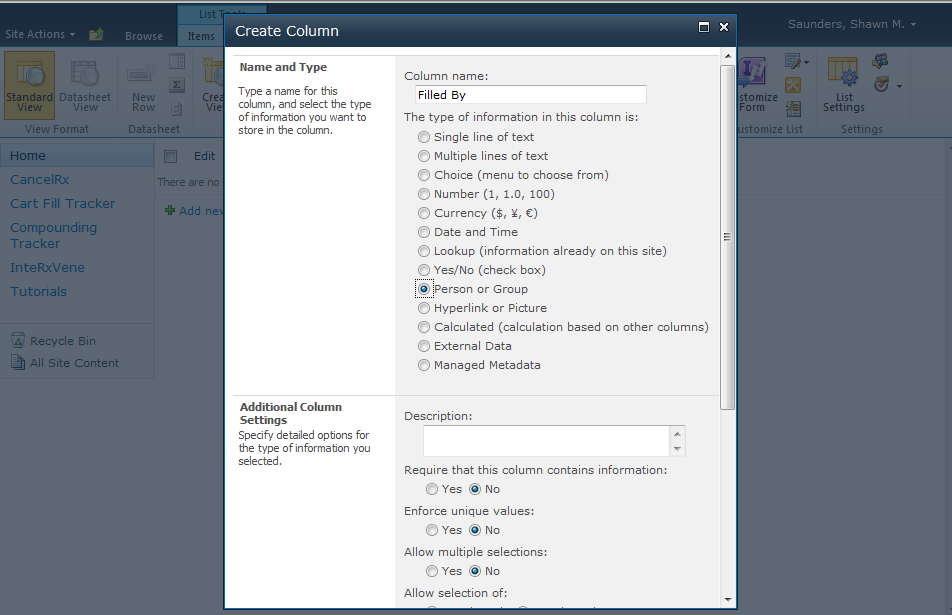 List Tools
Saunders, Shawn M.
Site Actions
Browse
Items
Create Column
Standard View
Datasheet View
New Row
View Format
Datasheet
List Settings
Settings
Home
CancelRx
Cart Fill Tracker
Compounding Tracker
InteRxVene
Tutorials
Recycle Bin
All Site Content
Edit
There are no
Add new
Name and Type
Type a name for this
column, and select the type
of information you want to
store in the column.
Column name:
Filled By
The type of information in this column is:
Single line of text
Multiple lines of text
Choice (menu to choose from)
Number (1, 1.0, 100)
Currency ($, ¥, €)
Date and Time
Lookup (information already on this site)
Yes/No (check box)
Person or Group
Hyperlink or Picture
Calculated (calculation based on other columns)
External Data
Managed Metadata
Additional Column
Settings
Specify detailed options for
the type of information you
selected.
Description:
Require that this column contains information:
Yes No
Enforce unique values:
Yes No
Allow multiple selections:
Yes No
Allow selection of: